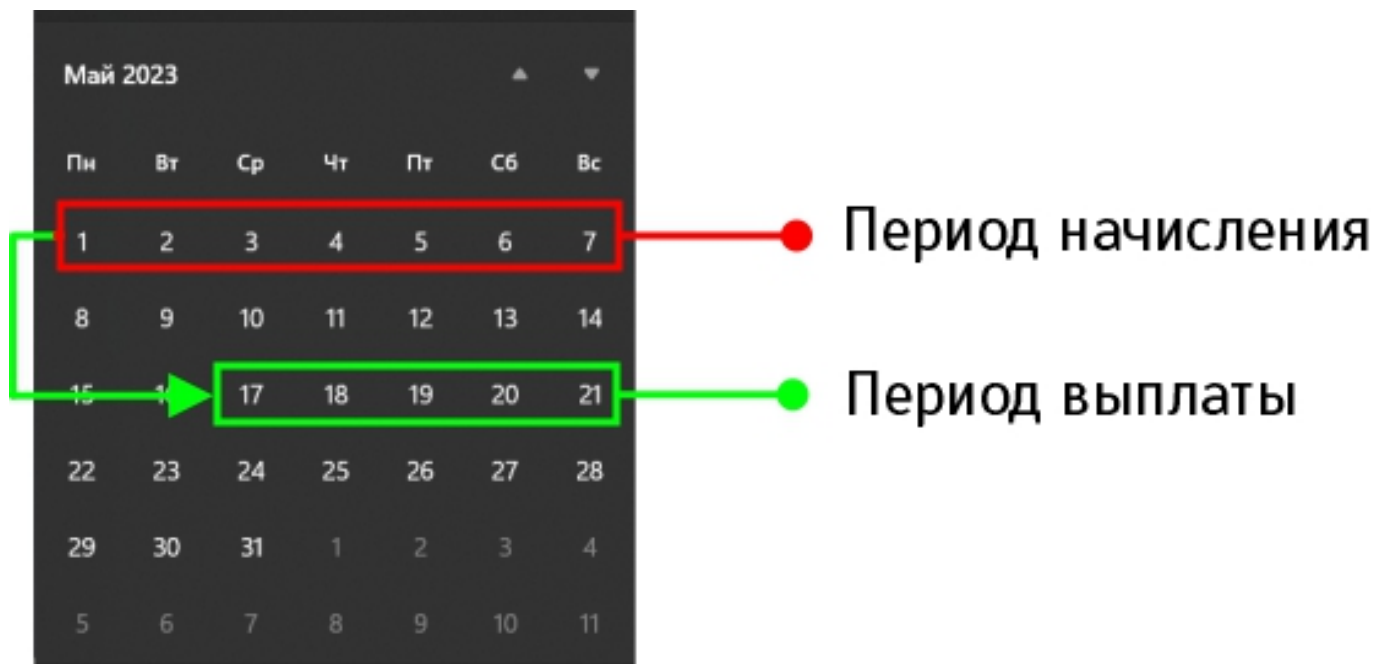 Май 2023
Пн Вт Ср Чт Пт Сб Вс
1 2 3 4 5 6 7 Период начисления
8 9 10 11 12 13 14
15 17 18 19 20 21 Период выплаты
22 23 24 25 26 27 28
29 30 31 1 2 3 4
5 6 7 8 9 10 11